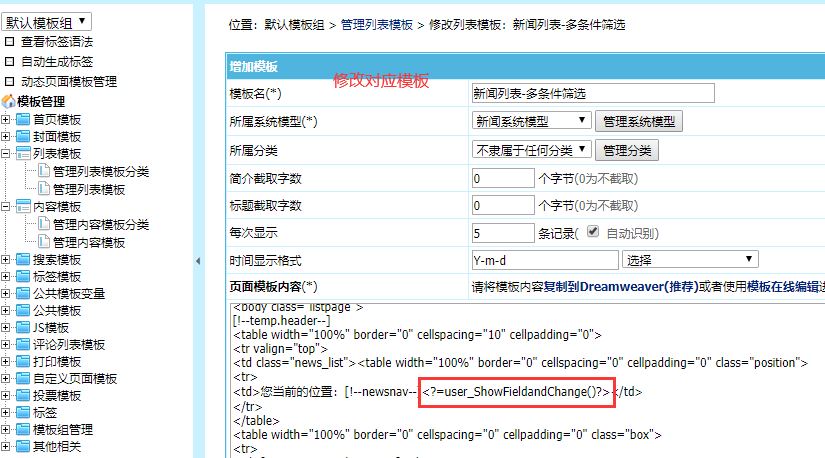 默认模板组
查看标签语法
自动生成标签
动态页面模板管理
模板管理
首页模板
封面模板
列表模板
管理列表模板分类
管理列表模板
内容模板
管理内容模板分类
管理内容模板
搜索模板
标签模板
公共模板变量
公共模板
JS模板
评论列表模板
打印模板
自定义页面模板
投票模板
标签
模板组管理
其他相关
位置：默认模板组 > 管理列表模板 > 修改列表模板：新闻列表-多条件筛选
增加模板
修改对应模板
模板名(*) 新闻列表-多条件筛选
所属系统模型(*) 新闻系统模型 管理系统模型
所属分类 不隶属于任何分类 管理分类
简介截取字数 0 个字节(0为不截取)
标题截取字数 0 个字节(0为不截取)
每次显示 5 条记录( 自动识别)
时间显示格式 Y-m-d 选择
页面模板内容(*) 请将模板内容复制到Dreamweaver(推荐)或者使用模板在线编辑
<body class="listpage">
[!--temp.header--]
<table width="100%" border="0" cellspacing="10" cellpadding="0">
<tr valign="top">
<td class="news_list"><table width="100%" border="0" cellspacing="0" cellpadding="0" class="position">
<tr>
<td>您当前的位置：[!--newsnav--]<?=user_ShowFieldandChange()?></td>
</tr>
</table>
<table width="100%" border="0" cellspacing="0" cellpadding="0" class="box">
<tr>